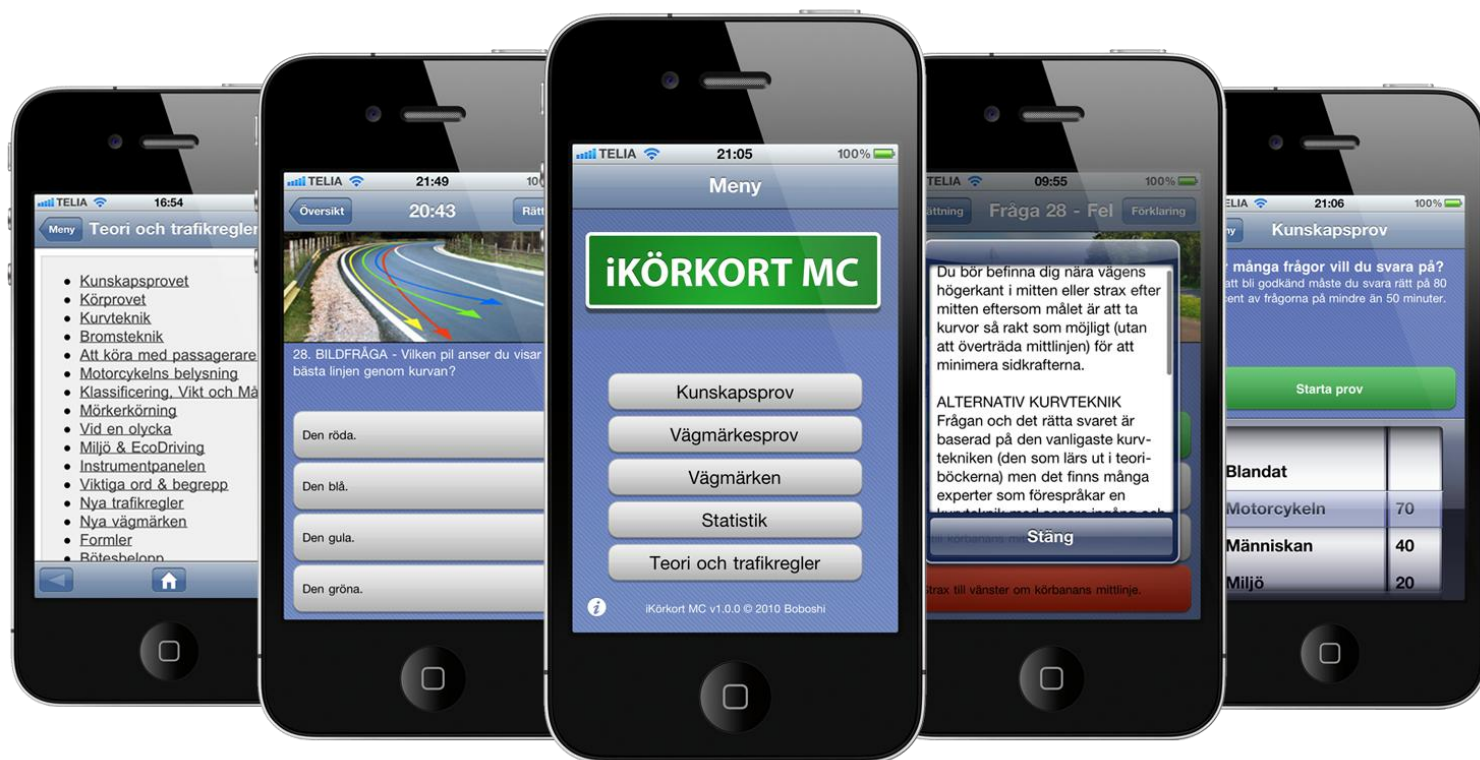 TELIA 16:54
Meny Teori och trafikregler
Kunskapsprovet
Körprovet
Kurvteknik
Bromsteknik
Att köra med passagerare
Motorcykelns belysning
Klassificering, Vikt och Må
Mörkerkörning
Vid en olycka
Miljö & EcoDriving
Instrumentpanelen
Viktiga ord & begrepp
Nya trafikregler
Nya vägmärken
Formler
Bötesbelopp
TELIA 21:49 10
Översikt 20:43 Rätt
28. BILDFRÅGA - Vilken pil anser du visar
bästa linjen genom kurvan?
Den röda.
Den blå.
Den gula.
Den gröna.
TELIA 21:05 100%
Meny
iKÖRKORT MC
Kunskapsprov
Vägmärkesprov
Vägmärken
Statistik
Teori och trafikregler
iKörkort MC v1.0.0 © 2010 Boboshi
TELIA 09:55 100%
ättning Fråga 28 - Fel Förklaring
Du bör befinna dig nära vägens
högerkant i mitten eller strax efter
mitten eftersom målet är att ta
kurvor så rakt som möjligt (utan
att överträda mittlinjen) för att
minimera sidkrafterna.
ALTERNATIV KURVTEKNIK
Frågan och det rätta svaret är
baserad på den vanligaste kurv-
tekniken (den som lärs ut i teori-
böckerna) men det finns många
experter som förespråkar en
Stäng
Strax till vänster om körbanans mittlinje.
ELIA 21:06 100%
ny Kunskapsprov
r många frågor vill du svara på?
att bli godkänd måste du svara rätt på 80
cent av frågorna på mindre än 50 minuter.
Starta prov
Blandat
Motorcykeln 70
Människan 40
Miljö 20